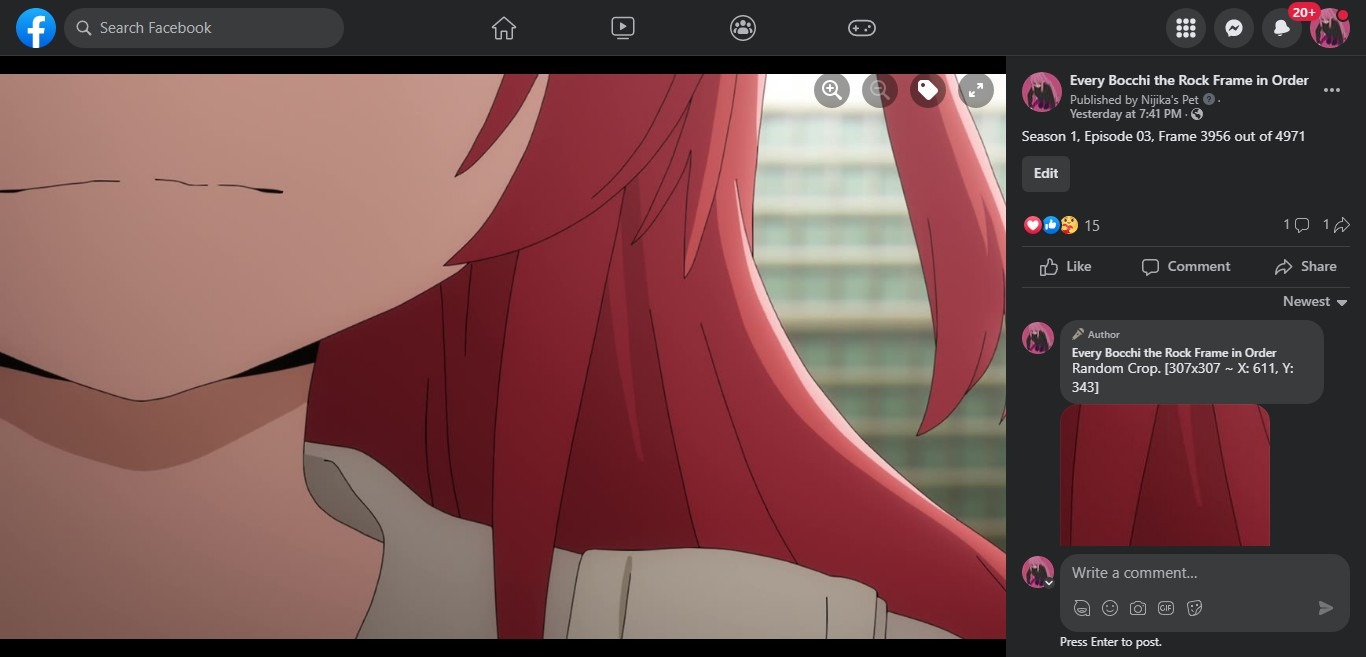 Search Facebook
20+
Every Bocchi the Rock Frame in Order
Published by Nijika's Pet ·
Yesterday at 7:41 PM ·
Season 1, Episode 03, Frame 3956 out of 4971
Edit
15
1
1
Like
Comment
Share
Newest
Author
Every Bocchi the Rock Frame in Order
Random Crop. [307x307 ~ X: 611, Y:
343]
Write a comment...
GIF
Press Enter to post.